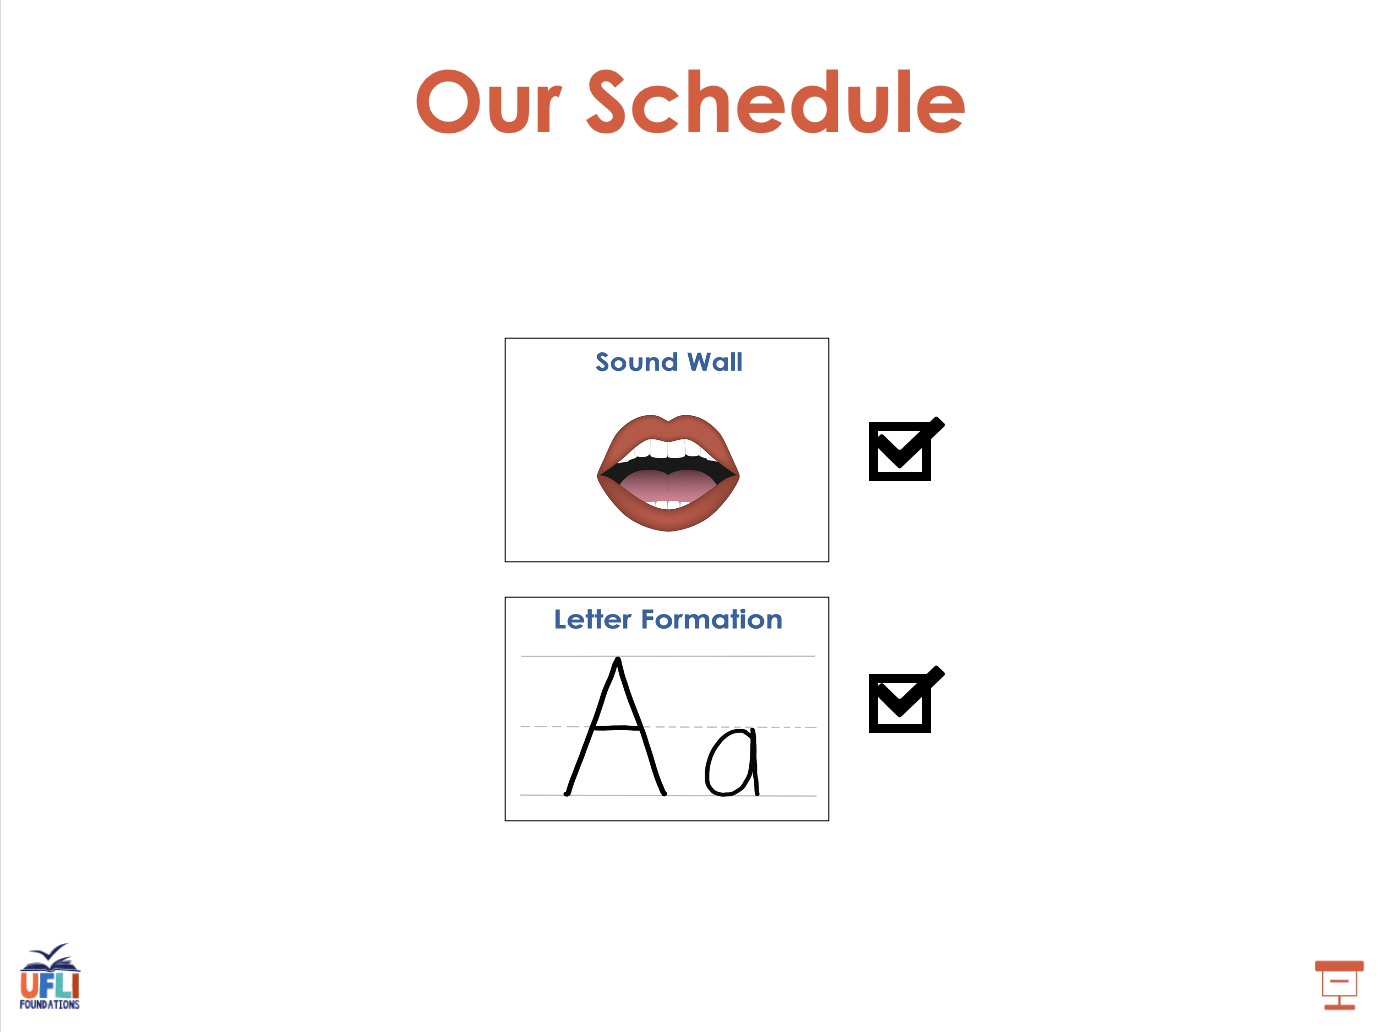 Our Schedule
Sound Wall
Letter Formation
A a
UFLI
FOUNDATIONS